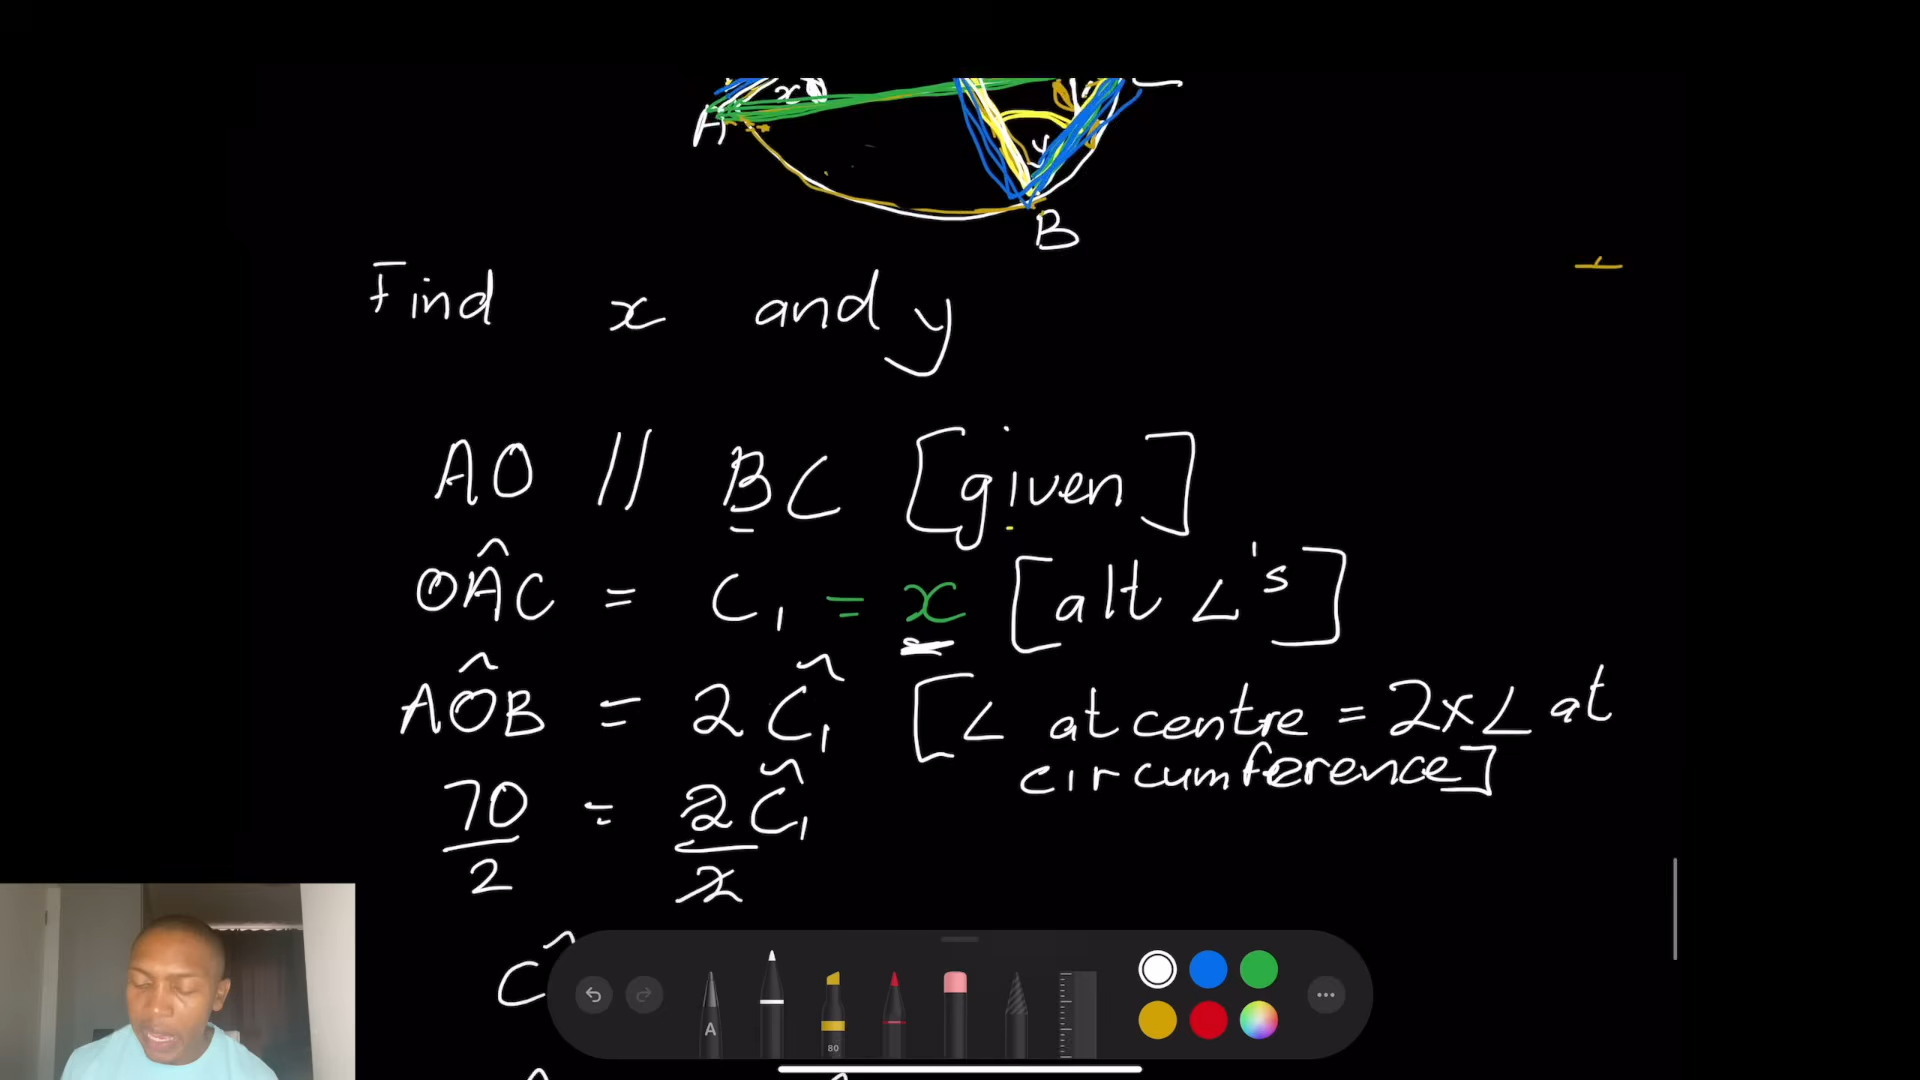 x
A
y
B
Find x and y
AO // BC [given]
OÂC = C₁ = x [alt ∠'s]
AÔB = 2Ĉ₁ [∠ at centre = 2x∠ at
circumference]
70/2 = 2Ĉ₁/2
Ĉ
A
80